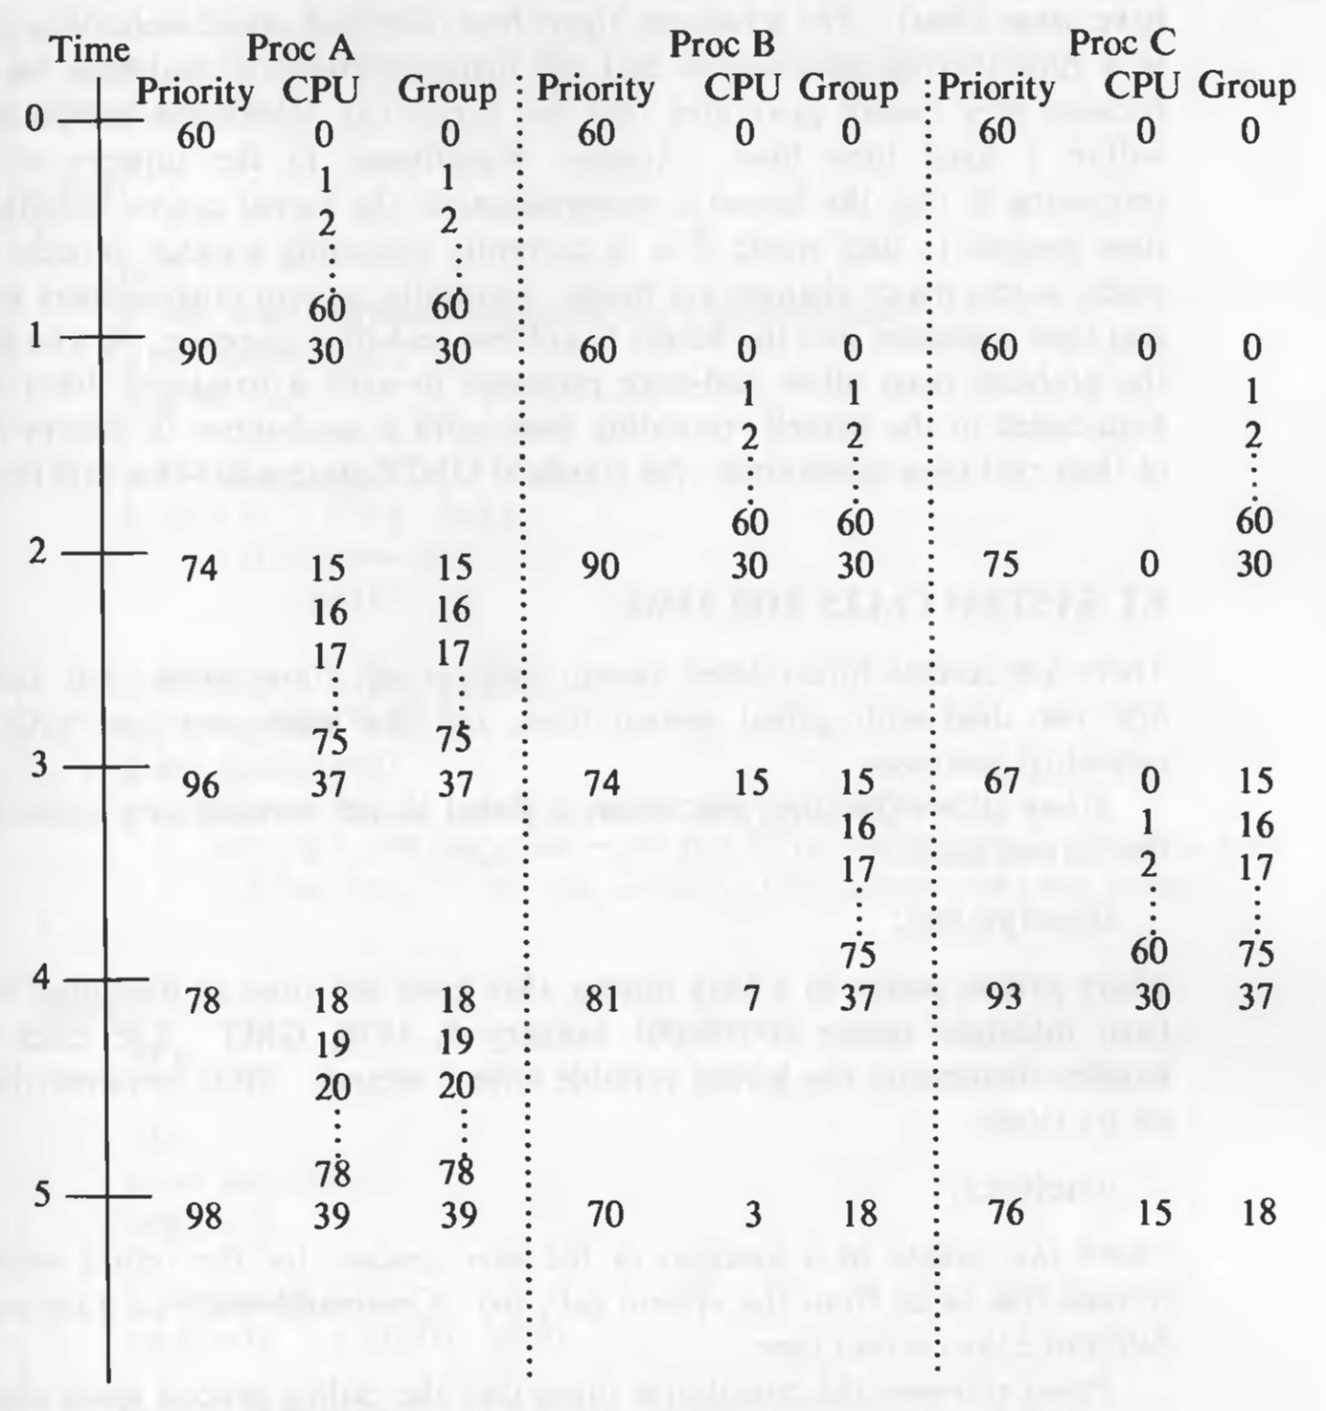 Time Proc A Proc B Proc C
Priority CPU Group Priority CPU Group Priority CPU Group
0 60 0 0 60 0 0 60 0 0
1 1
2 2
60 60
1 90 30 30 60 0 0 60 0 0
1 1 1
2 2 2
60 60 60
2 74 15 15 90 30 30 75 0 30
16 16
17 17
75 75
3 96 37 37 74 15 15 67 0 15
16 1 16
17 2 17
75 60 75
4 78 18 18 81 7 37 93 30 37
19 19
20 20
78 78
5 98 39 39 70 3 18 76 15 18